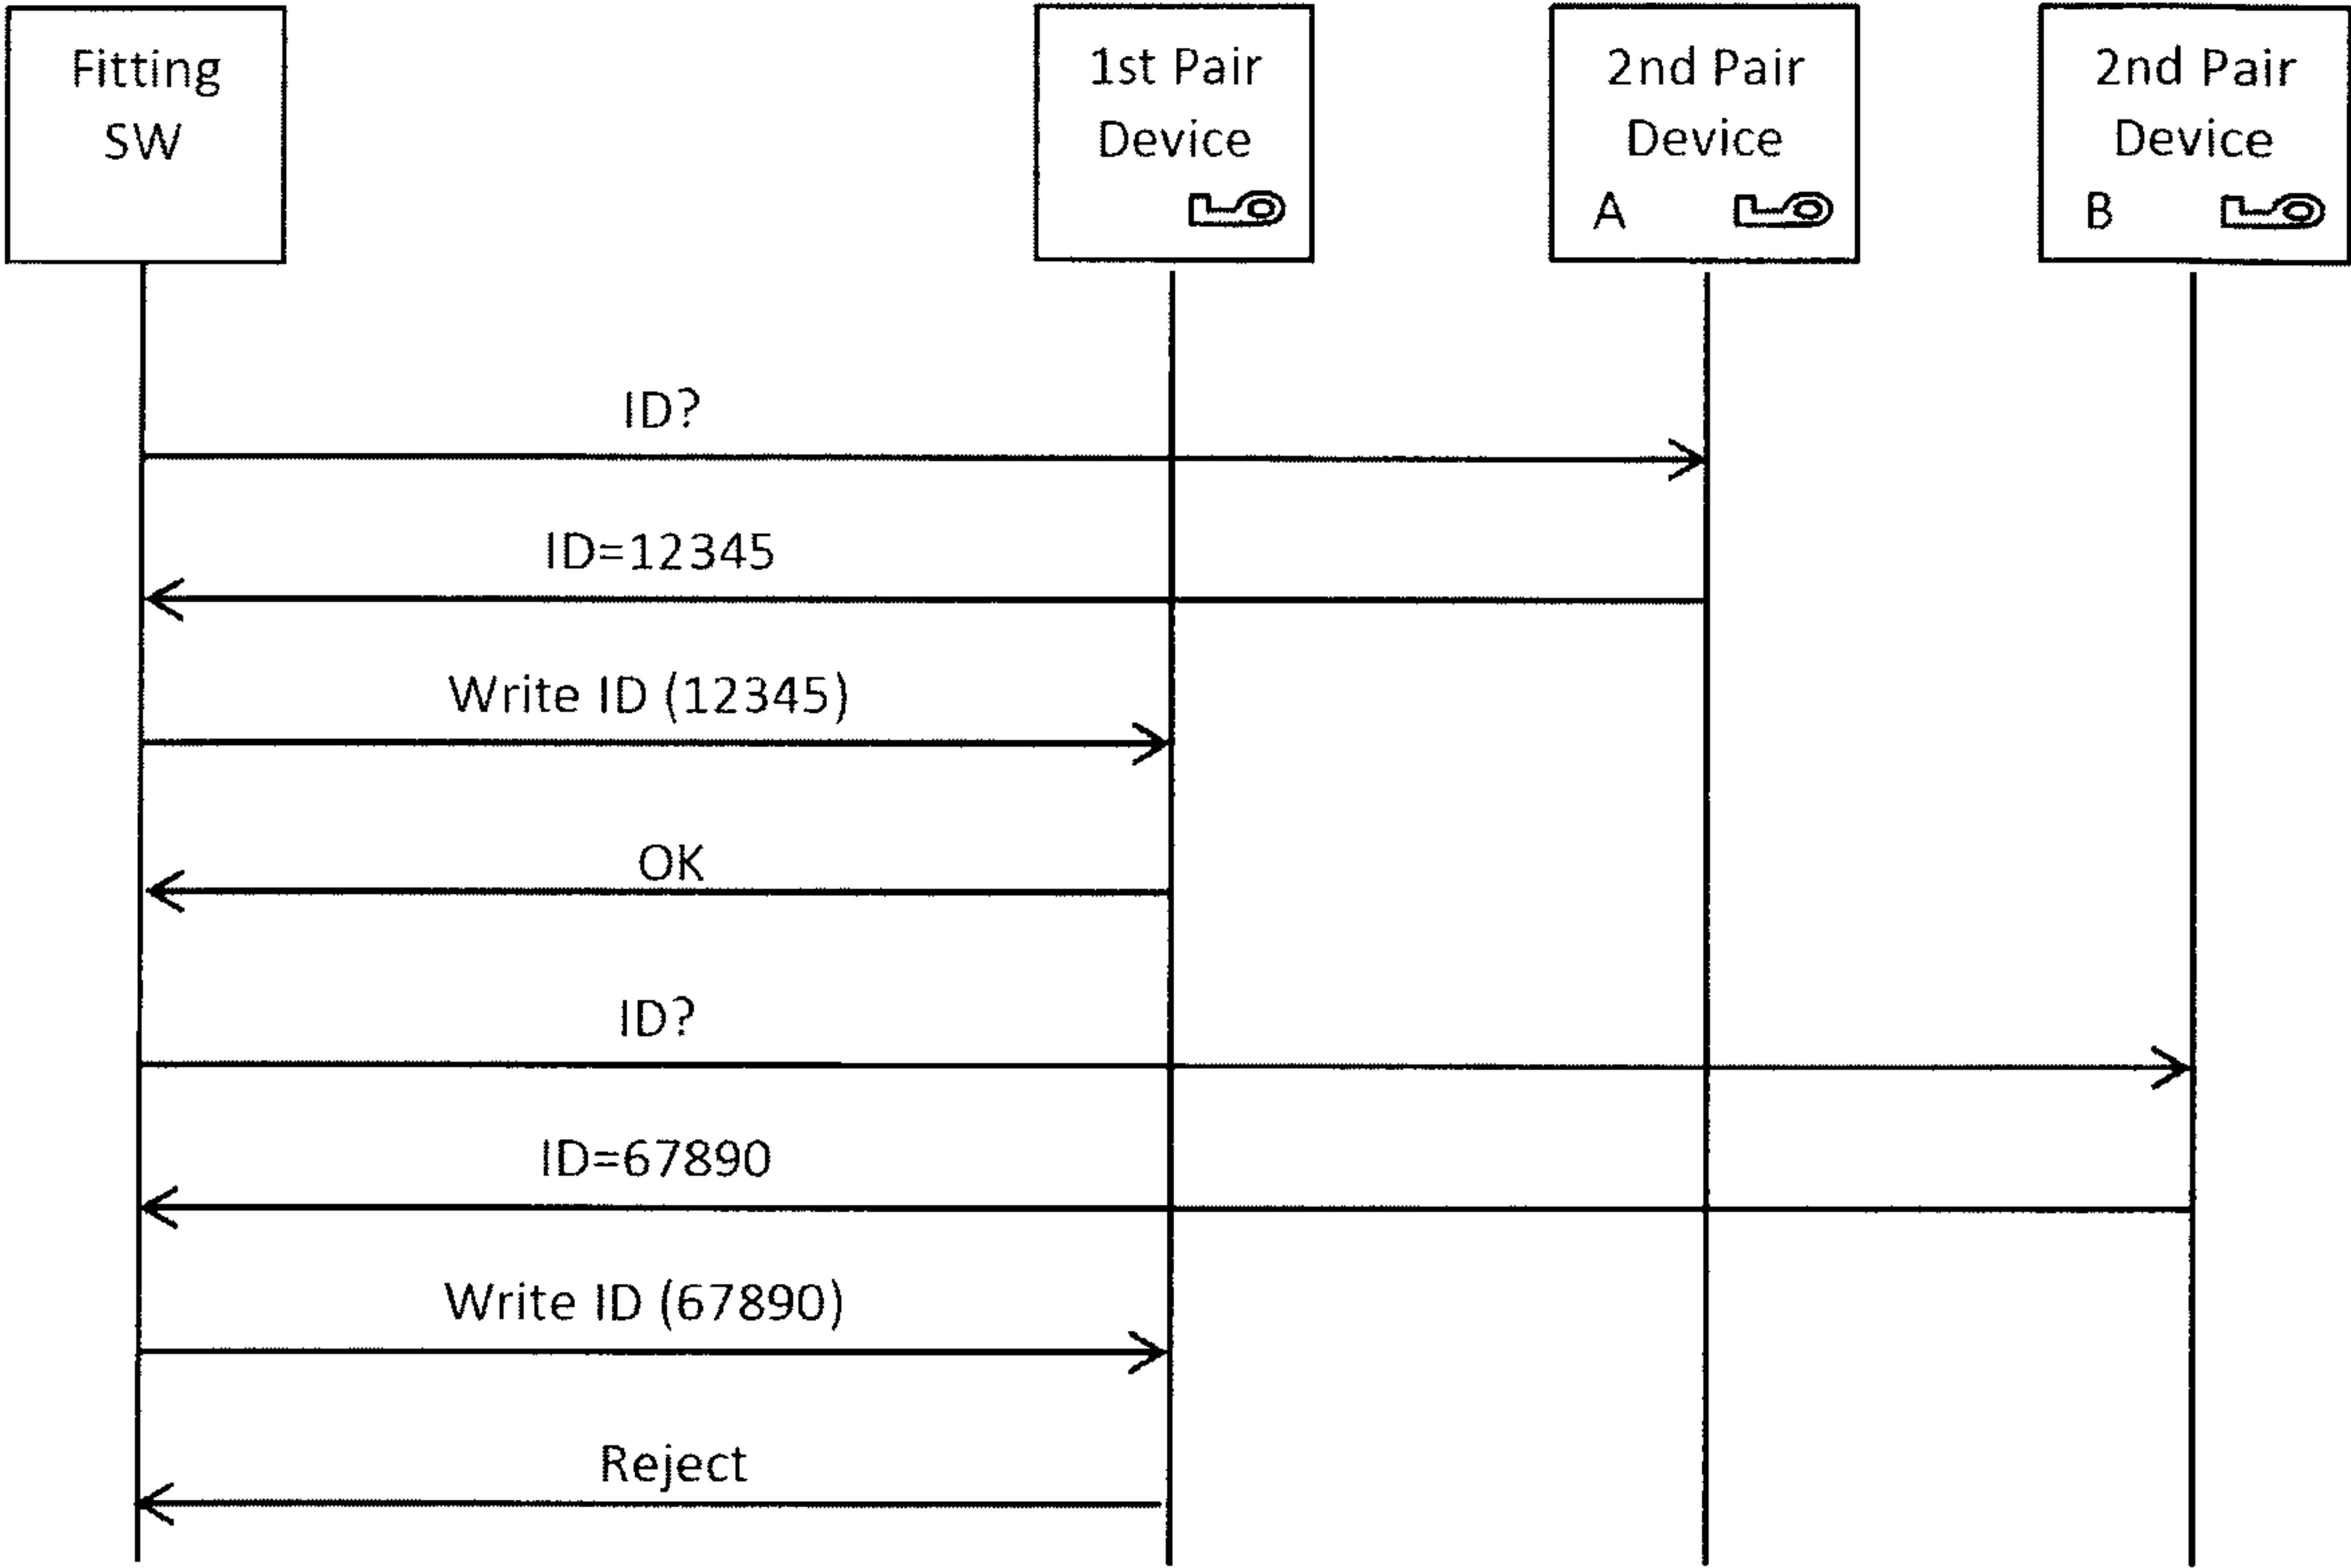 Fitting
SW
1st Pair
Device
2nd Pair
Device
A
2nd Pair
Device
B
ID?
ID=12345
Write ID (12345)
OK
ID?
ID=67890
Write ID (67890)
Reject